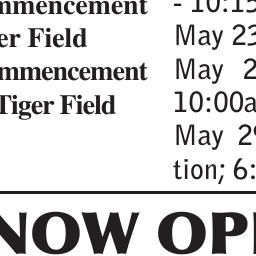 mmencement
er Field
mmencement
Tiger Field
- 10:15
May 23
May 2
10:00a
May 29
tion; 6:
NOW OPE